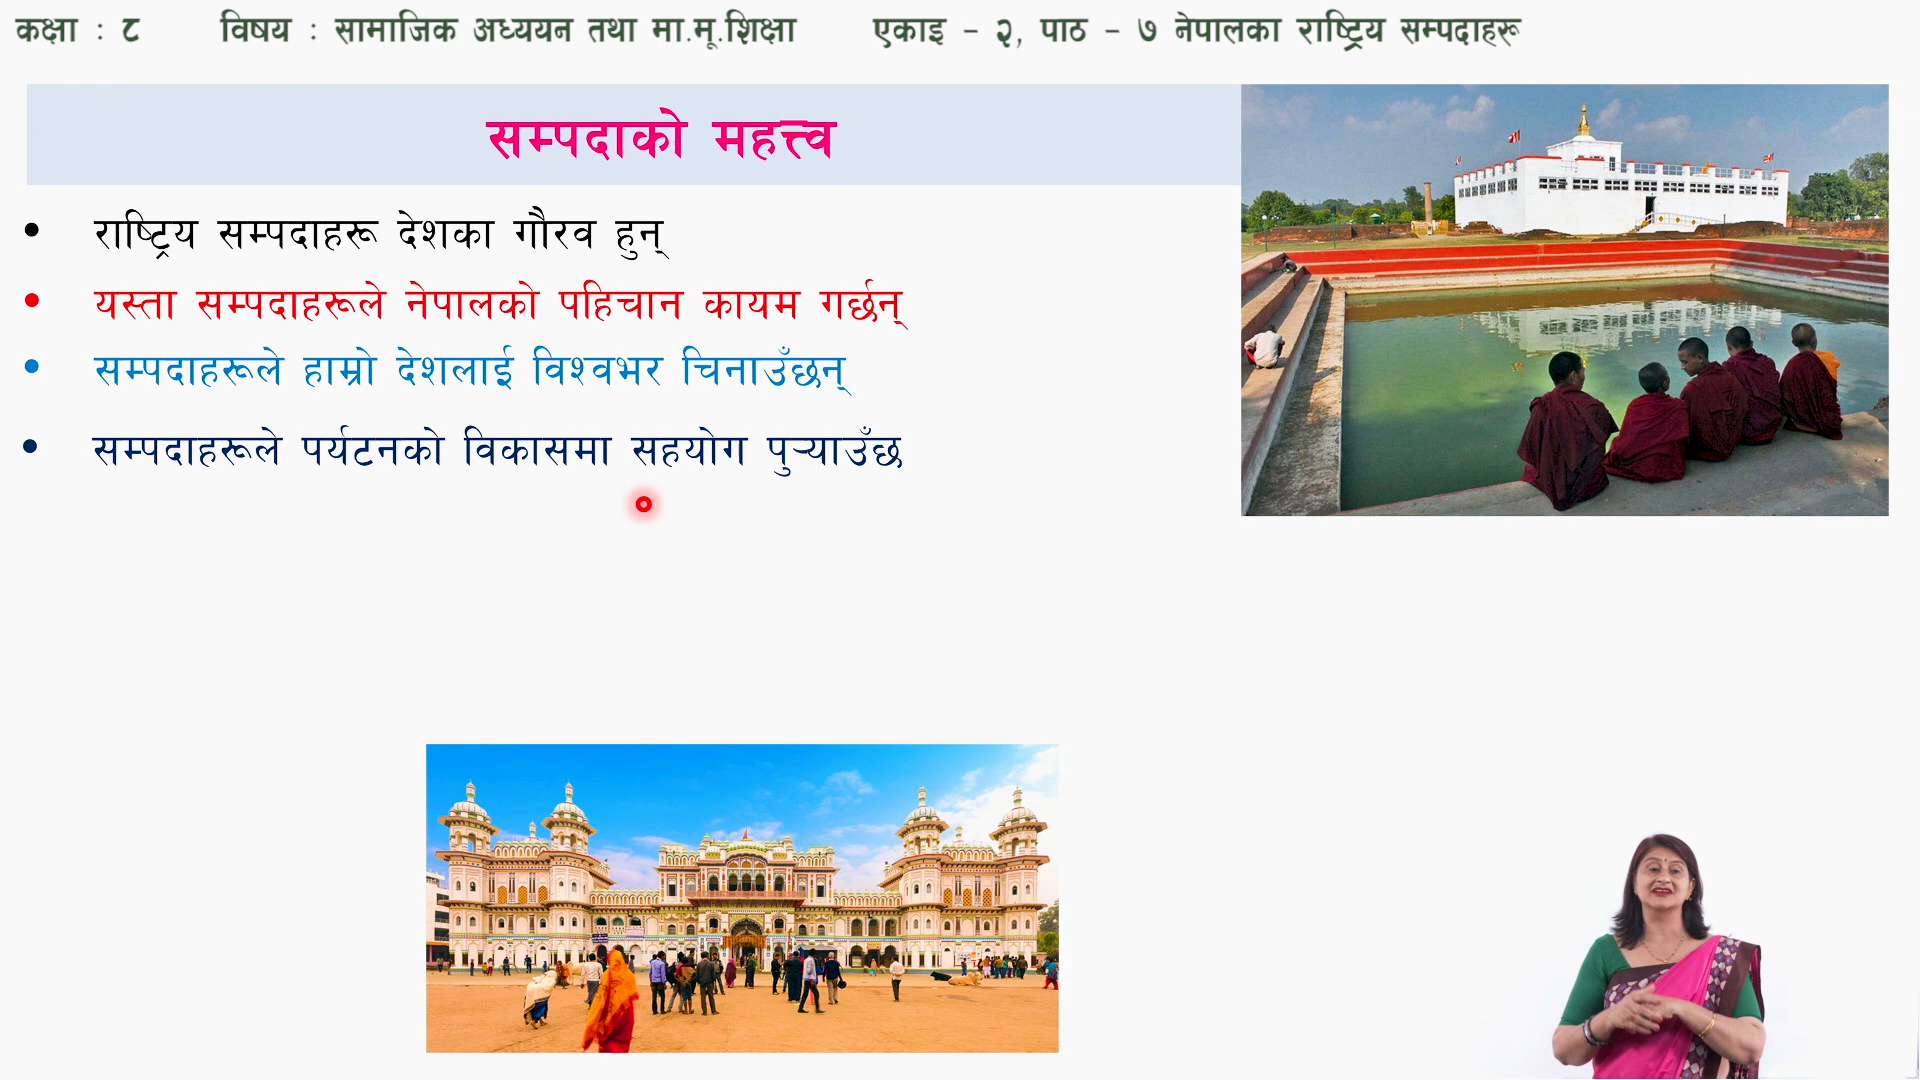 कक्षा : ८ विषय : सामाजिक अध्ययन तथा मा.मू.शिक्षा एकाइ - २, पाठ - ७ नेपालका राष्ट्रिय सम्पदाहरू
सम्पदाको महत्त्व
• राष्ट्रिय सम्पदाहरू देशका गौरव हुन्
• यस्ता सम्पदाहरूले नेपालको पहिचान कायम गर्छन्
• सम्पदाहरूले हाम्रो देशलाई विश्वभर चिनाउँछन्
• सम्पदाहरूले पर्यटनको विकासमा सहयोग पुऱ्याउँछ